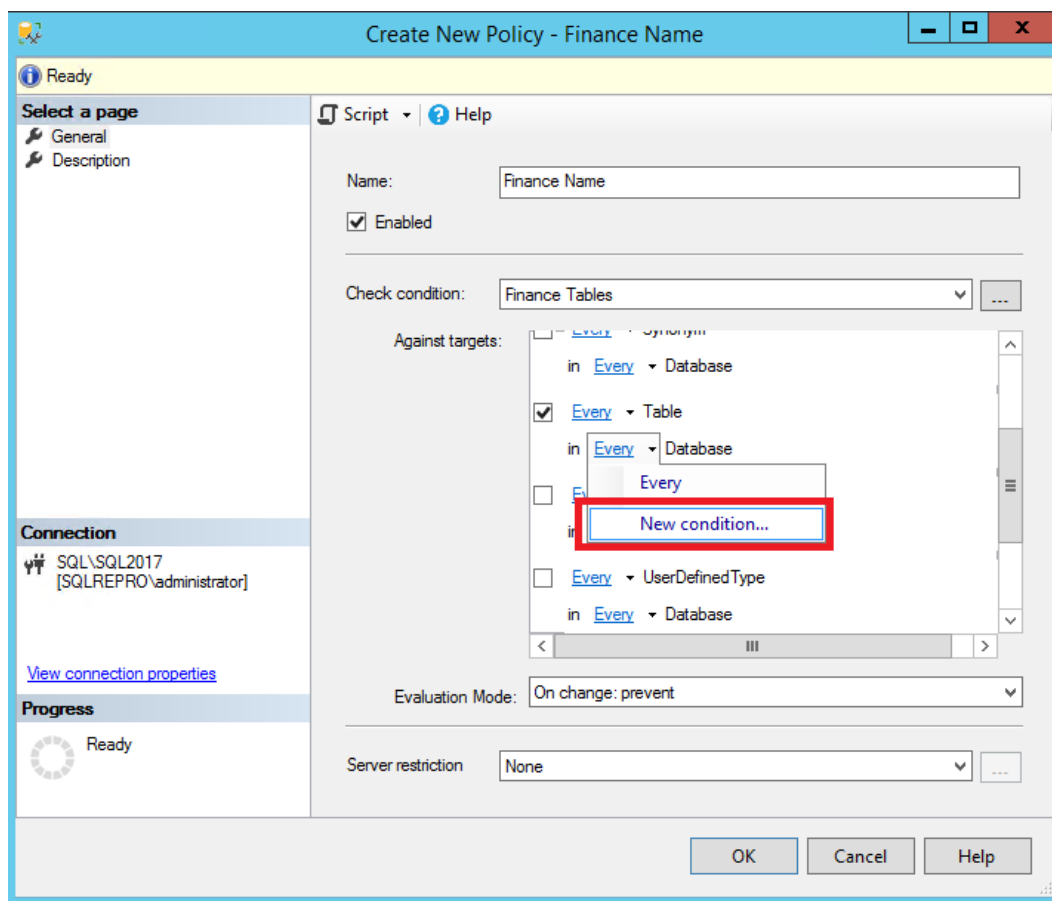 Create New Policy - Finance Name
Ready
Select a page
General
Description
Script
Help
Name:
Finance Name
Enabled
Check condition:
Finance Tables
...
Against targets:
Every Synonym
in Every Database
Every Table
in Every Database
Every
New condition...
in
Every UserDefinedType
in Every Database
Connection
SQL\SQL2017
[SQLREPRO\administrator]
View connection properties
Evaluation Mode:
On change: prevent
Progress
Ready
Server restriction
None
...
OK
Cancel
Help